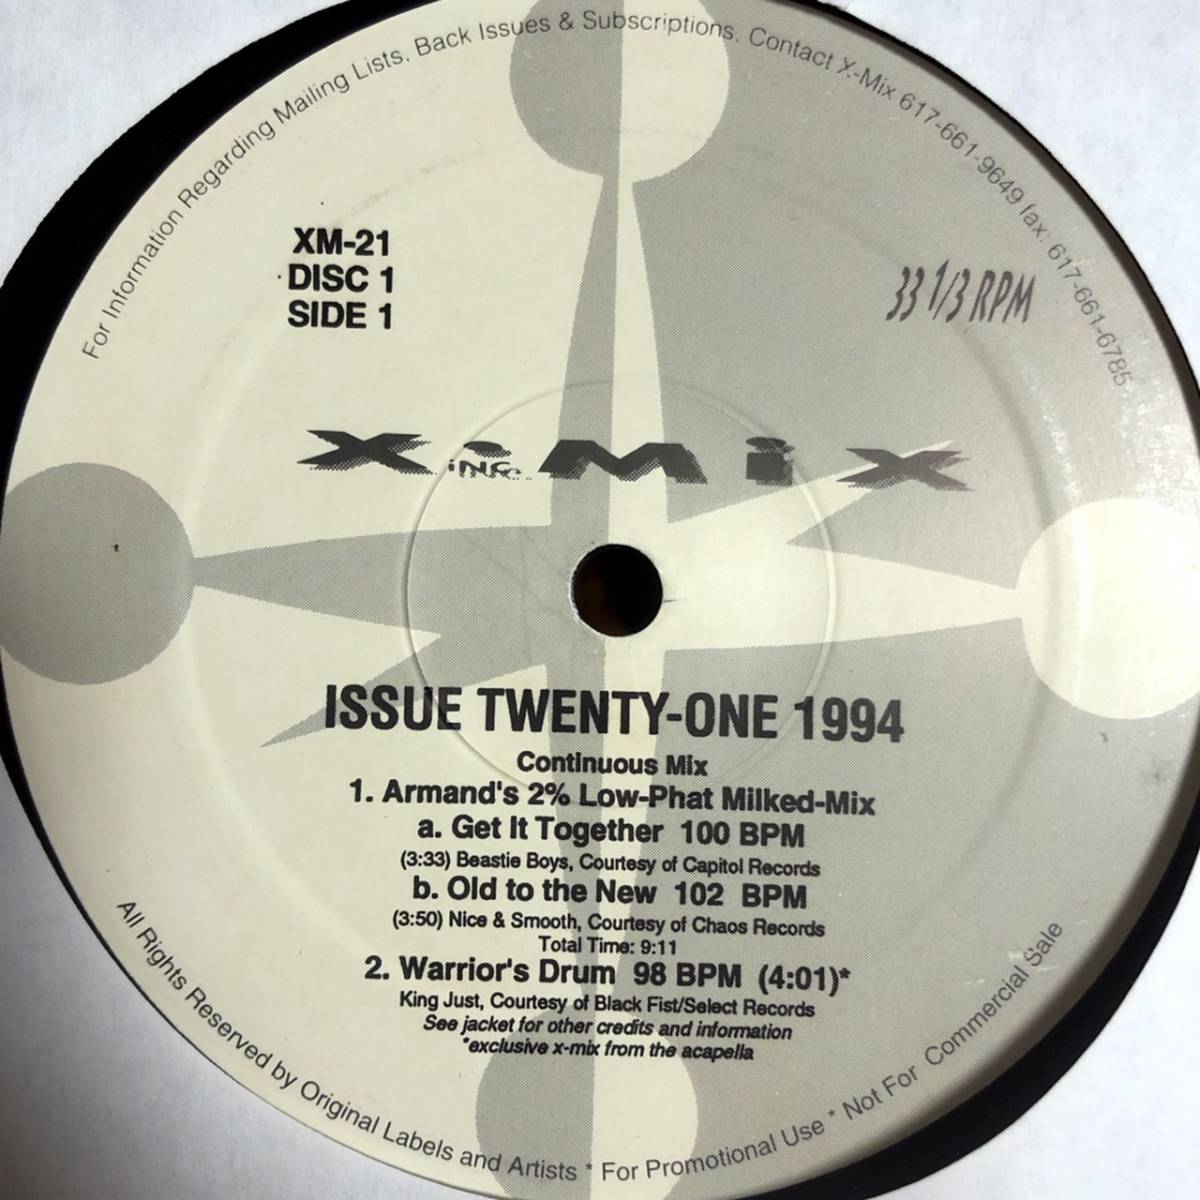 For Information Regarding Mailing Lists, Back Issues & Subscriptions, Contact X-Mix 617-661-9649 fax: 617-661-6785
XM-21
DISC 1
SIDE 1
33 1/3 RPM
X-MiX
iNC.
ISSUE TWENTY-ONE 1994
Continuous Mix
1. Armand's 2% Low-Phat Milked-Mix
a. Get It Together 100 BPM
(3:33) Beastie Boys, Courtesy of Capitol Records
b. Old to the New 102 BPM
(3:50) Nice & Smooth, Courtesy of Chaos Records
Total Time: 9:11
2. Warrior's Drum 98 BPM (4:01)*
King Just, Courtesy of Black Fist/Select Records
See jacket for other credits and information
*exclusive x-mix from the acapella
All Rights Reserved by Original Labels and Artists * For Promotional Use * Not For Commercial Sale